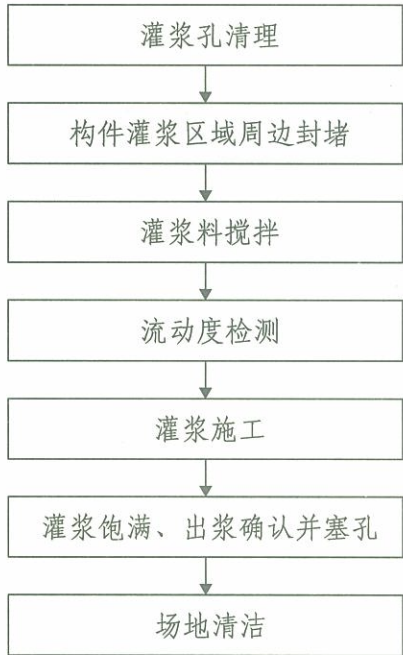 灌浆孔清理
构件灌浆区域周边封堵
灌浆料搅拌
流动度检测
灌浆施工
灌浆饱满、出浆确认并塞孔
场地清洁